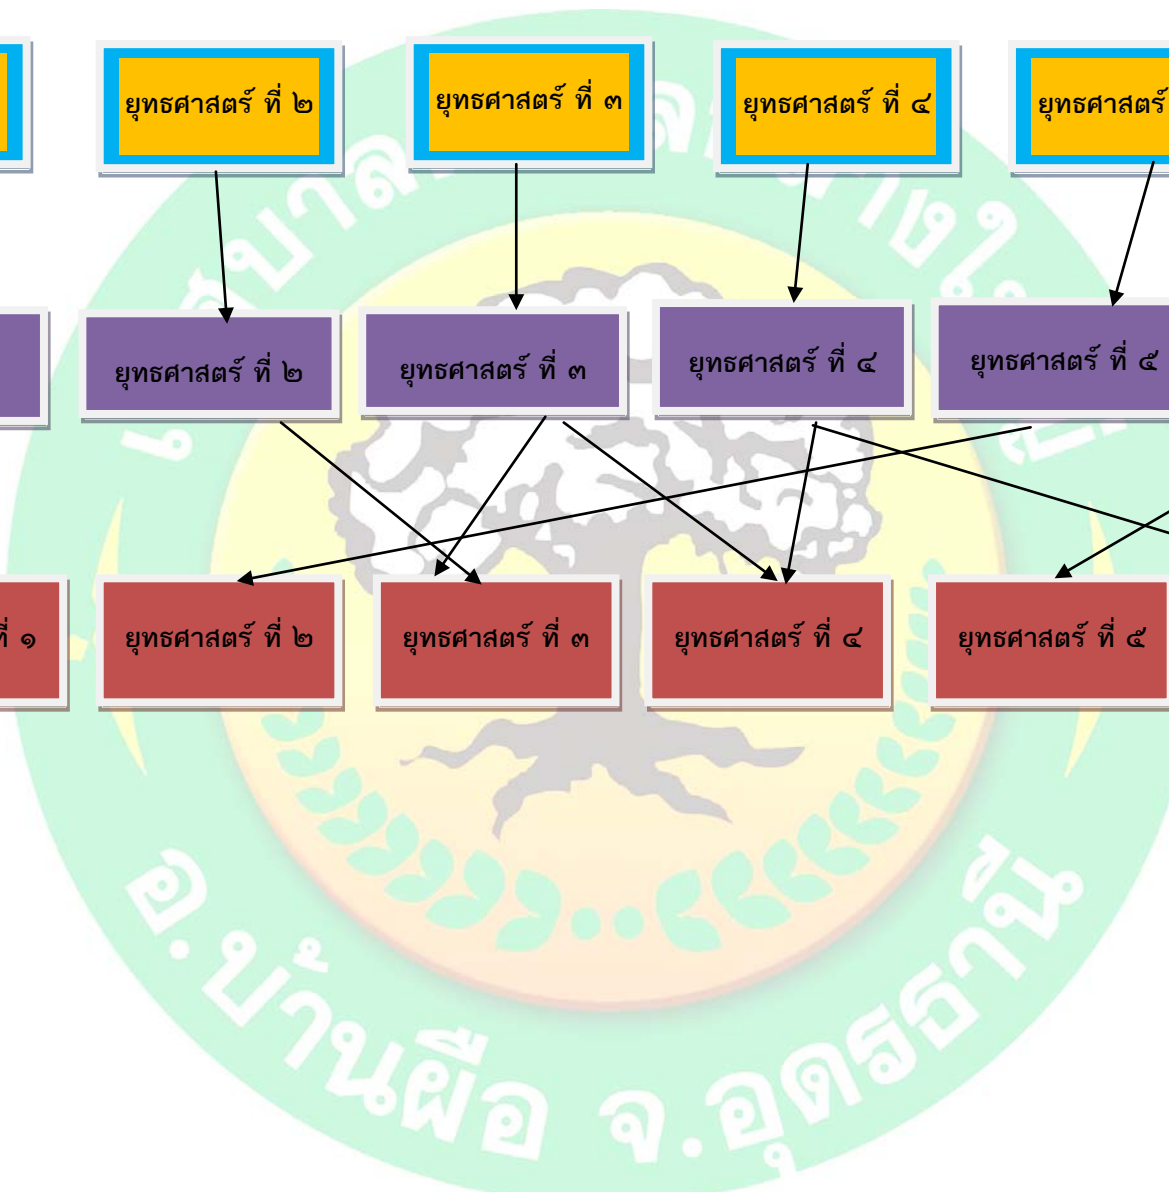 ยุทธศาสตร์ ที่ ๒
ยุทธศาสตร์ ที่ ๓
ยุทธศาสตร์ ที่ ๔
ยุทธศาสตร์
ยุทธศาสตร์ ที่ ๒
ยุทธศาสตร์ ที่ ๓
ยุทธศาสตร์ ที่ ๔
ยุทธศาสตร์ ที่ ๕
ที่ ๑
ยุทธศาสตร์ ที่ ๒
ยุทธศาสตร์ ที่ ๓
ยุทธศาสตร์ ที่ ๔
ยุทธศาสตร์ ที่ ๕
อ.บ้านผือ จ.อุดรธานี